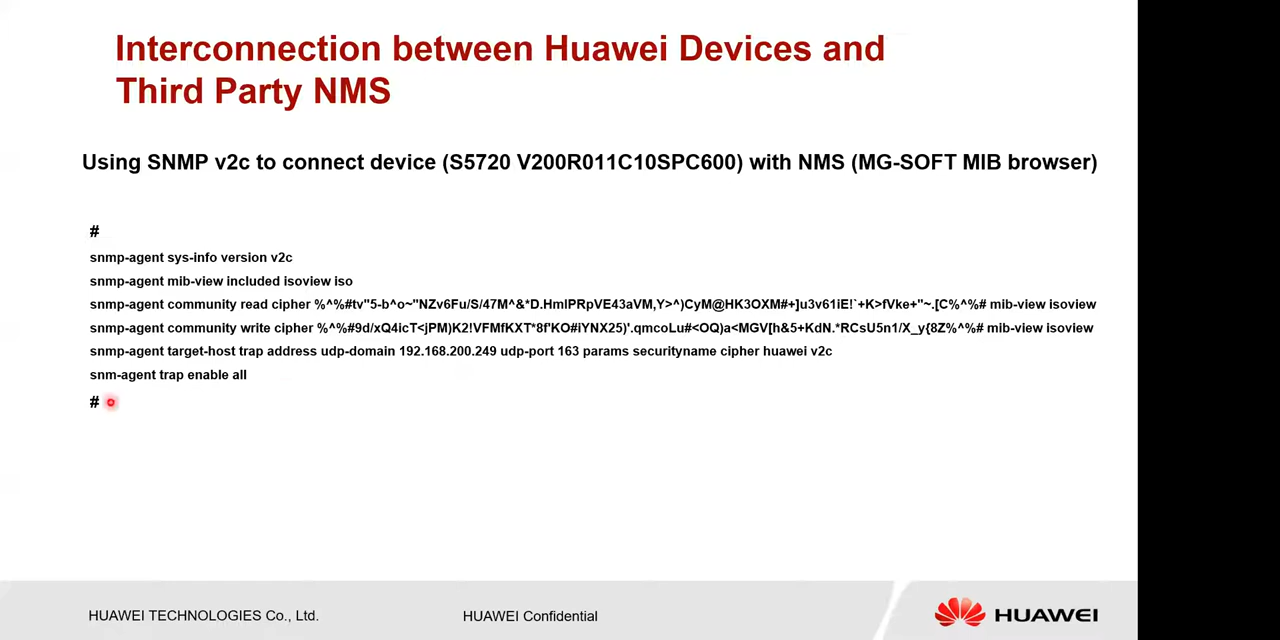 Interconnection between Huawei Devices and
Third Party NMS
Using SNMP v2c to connect device (S5720 V200R011C10SPC600) with NMS (MG-SOFT MIB browser)
#
snmp-agent sys-info version v2c
snmp-agent mib-view included isoview iso
snmp-agent community read cipher %^%#tv"5-b^o~"NZv6Fu/S/47M^&*D.HmlPRpVE43aVM,Y>^)CyM@HK3OXM#+]u3v61iE!`+K>fVke+"~.[C%^%# mib-view isoview
snmp-agent community write cipher %^%#9d/xQ4icT<jPM)K2!VFMfKXT*8f'KO#lYNX25)'.qmcoLu#<OQ)a<MGV[h&5+KdN.*RCsU5n1/X_y{8Z%^%# mib-view isoview
snmp-agent target-host trap address udp-domain 192.168.200.249 udp-port 163 params securityname cipher huawei v2c
snm-agent trap enable all
#
HUAWEI TECHNOLOGIES Co., Ltd.
HUAWEI Confidential
HUAWEI